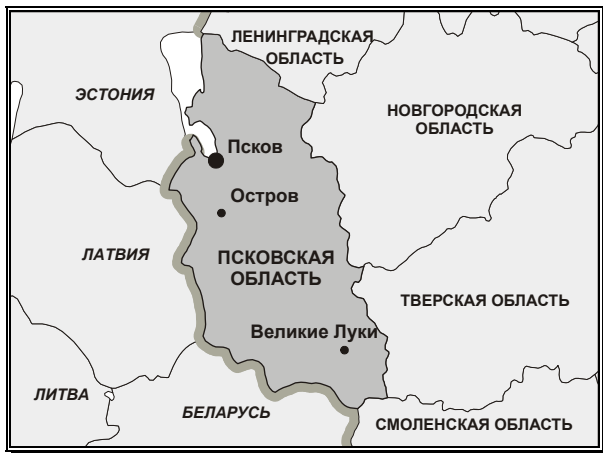 ЛЕНИНГРАДСКАЯ
ОБЛАСТЬ
ЭСТОНИЯ
НОВГОРОДСКАЯ
ОБЛАСТЬ
Псков
Остров
ЛАТВИЯ
ПСКОВСКАЯ
ОБЛАСТЬ
ТВЕРСКАЯ ОБЛАСТЬ
Великие Луки
ЛИТВА
БЕЛАРУСЬ
СМОЛЕНСКАЯ ОБЛАСТЬ